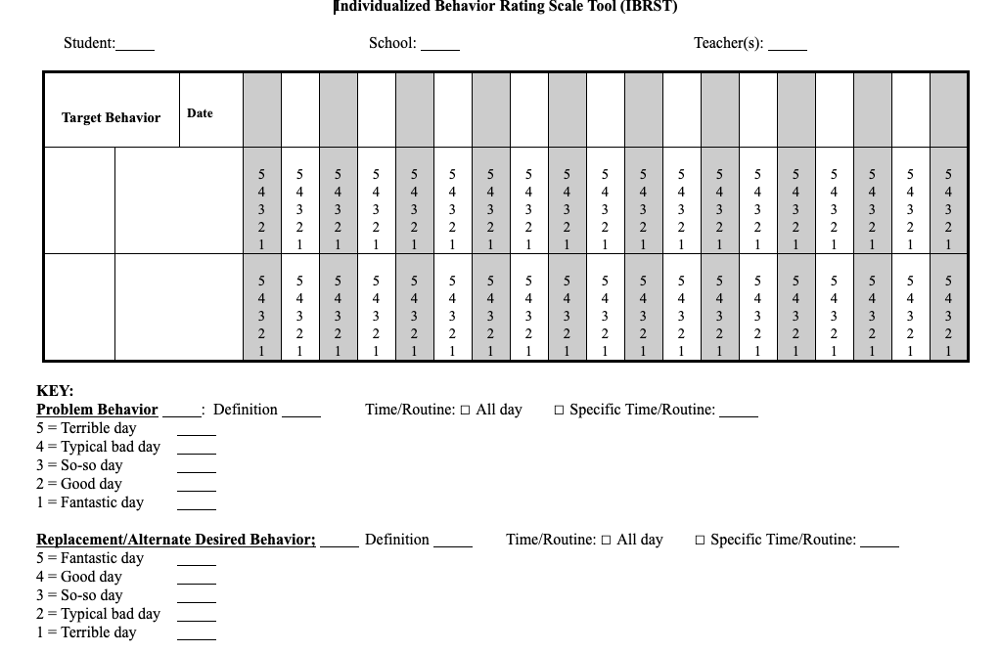 Individualized Behavior Rating Scale Tool (IBRST)
Student:_____ School: _____ Teacher(s): _____
Target Behavior Date
5 5 5 5 5 5 5 5 5 5 5 5 5 5 5 5 5 5 5
4 4 4 4 4 4 4 4 4 4 4 4 4 4 4 4 4 4 4
3 3 3 3 3 3 3 3 3 3 3 3 3 3 3 3 3 3 3
2 2 2 2 2 2 2 2 2 2 2 2 2 2 2 2 2 2 2
1 1 1 1 1 1 1 1 1 1 1 1 1 1 1 1 1 1 1
5 5 5 5 5 5 5 5 5 5 5 5 5 5 5 5 5 5 5
4 4 4 4 4 4 4 4 4 4 4 4 4 4 4 4 4 4 4
3 3 3 3 3 3 3 3 3 3 3 3 3 3 3 3 3 3 3
2 2 2 2 2 2 2 2 2 2 2 2 2 2 2 2 2 2 2
1 1 1 1 1 1 1 1 1 1 1 1 1 1 1 1 1 1 1
KEY:
Problem Behavior _____: Definition _____ Time/Routine: □ All day □ Specific Time/Routine: _____
5 = Terrible day _____
4 = Typical bad day _____
3 = So-so day _____
2 = Good day _____
1 = Fantastic day _____
Replacement/Alternate Desired Behavior; _____ Definition _____ Time/Routine: □ All day □ Specific Time/Routine: _____
5 = Fantastic day _____
4 = Good day _____
3 = So-so day _____
2 = Typical bad day _____
1 = Terrible day _____